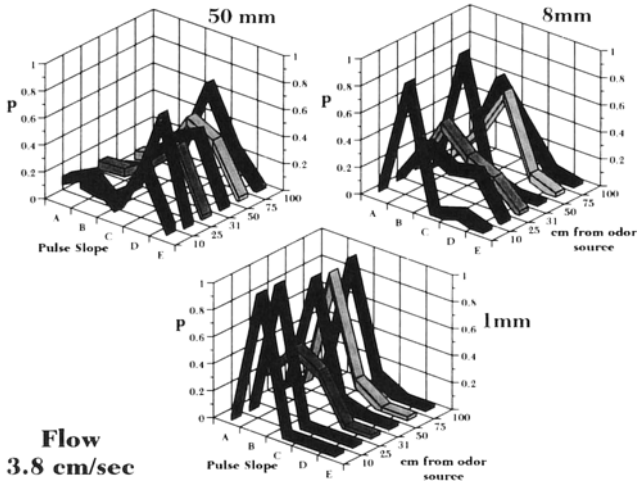 50 mm
P
1
0.8
0.6
0.4
0.2
0
1
0.8
0.6
0.4
0.2
A
B
C
D
E
10
25
31
50
75
100
Pulse Slope
8mm
P
1
0.8
0.6
0.4
0.2
0
1
0.8
0.6
0.4
0.2
A
B
C
D
E
10
25
31
50
75
100
Pulse Slope
cm from odor
source
1mm
P
1
0.8
0.6
0.4
0.2
0
1
0.8
0.6
0.4
0.2
A
B
C
D
E
10
25
31
50
75
100
Pulse Slope
cm from odor
source
Flow
3.8 cm/sec